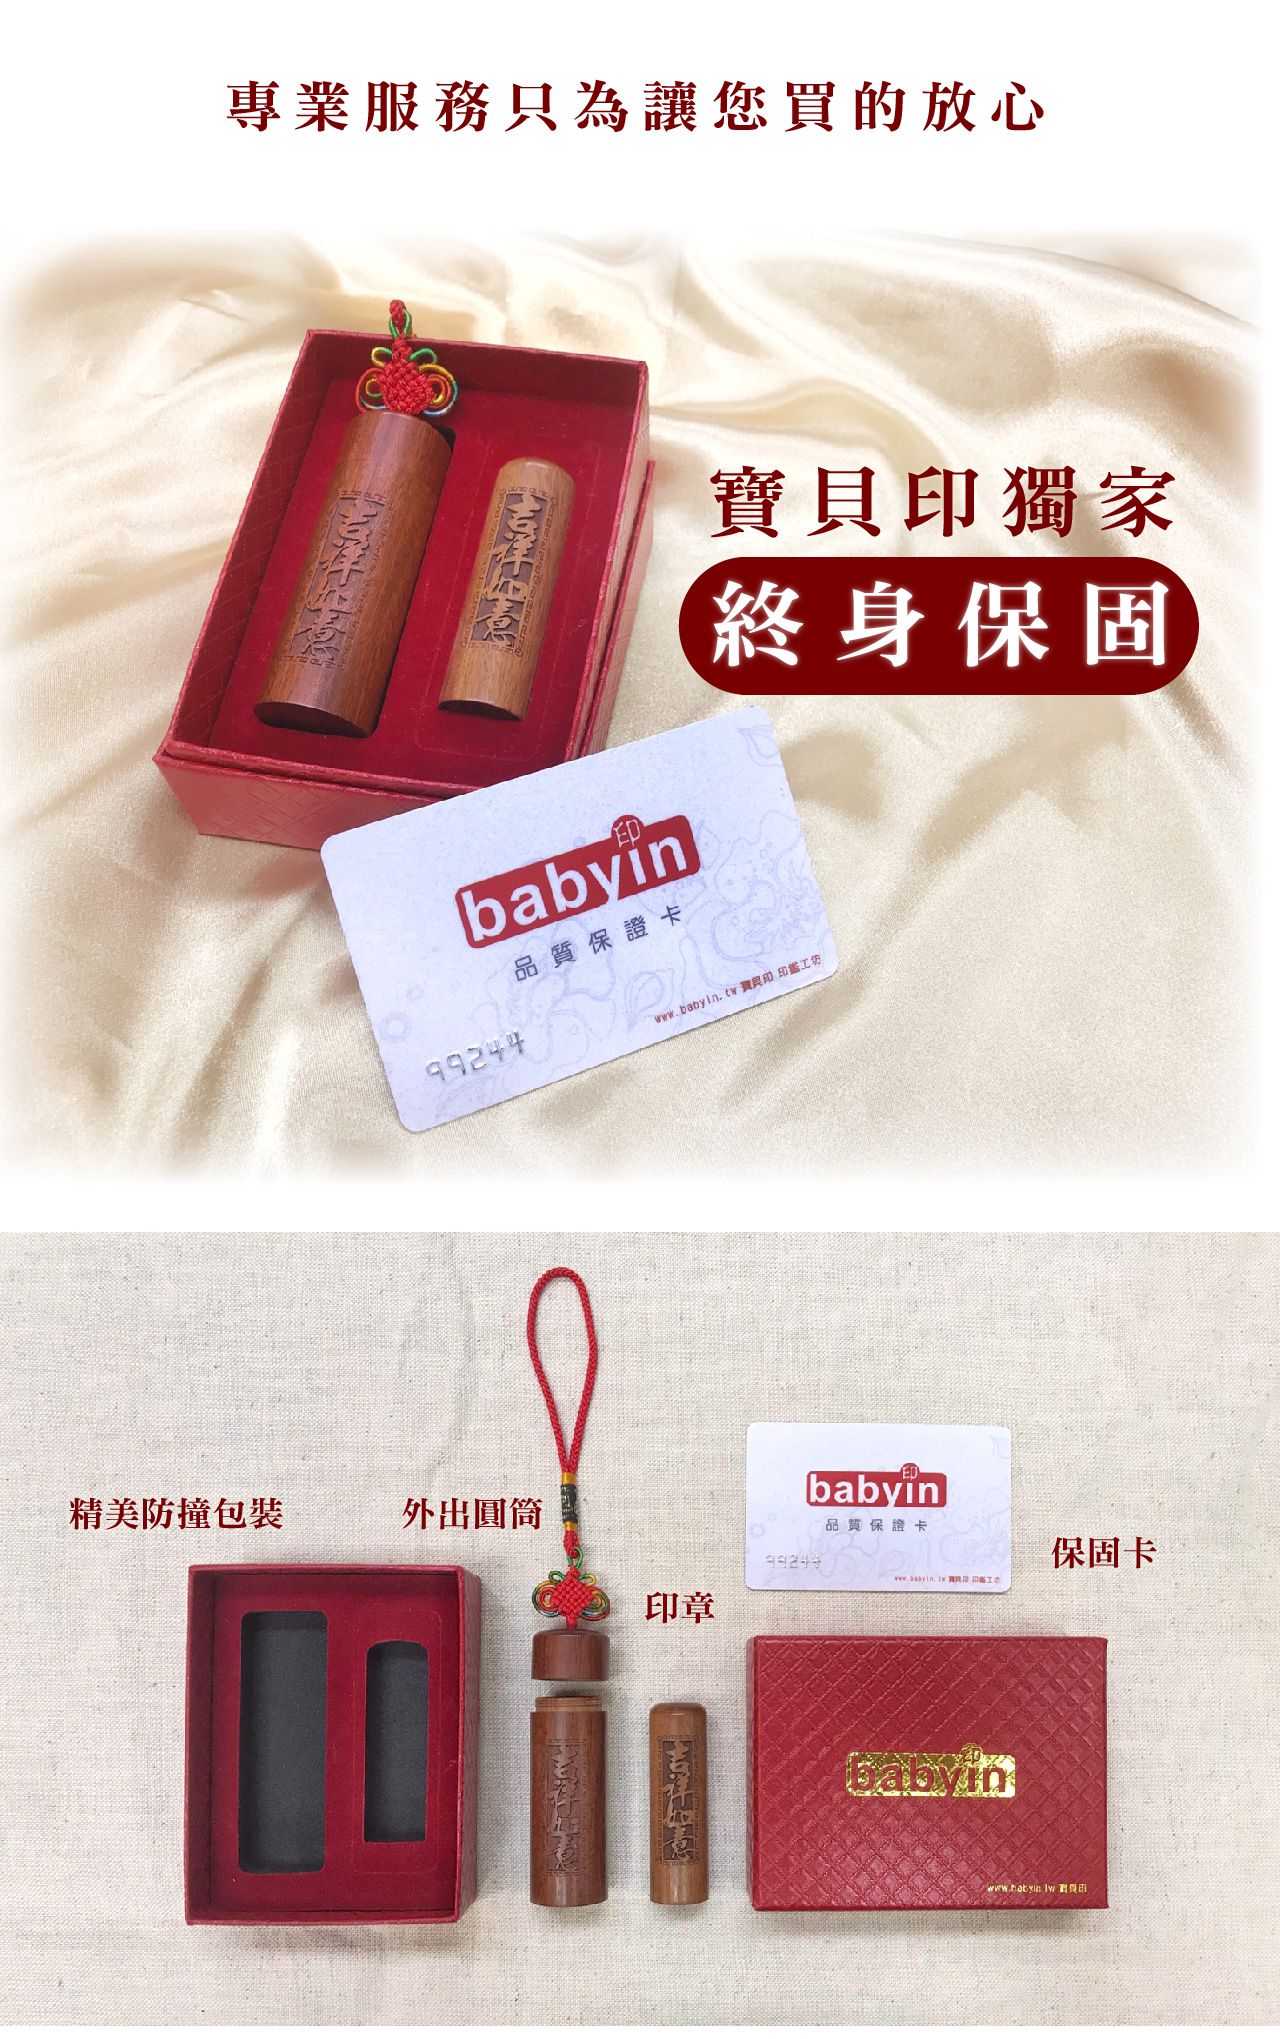 專業服務只為讓您買的放心
寶貝印獨家
終身保固
吉祥如意
吉祥如意
印
babyin
品質保證卡
www.babyin.tw 寶貝印 印鑑工坊
99244
精美防撞包裝
外出圓筒
印章
保固卡
印
babyin
品質保證卡
99244
www.babyin.tw 寶貝印 印鑑工坊
吉祥如意
吉祥如意
印
babyin
www.babyin.tw 寶貝印